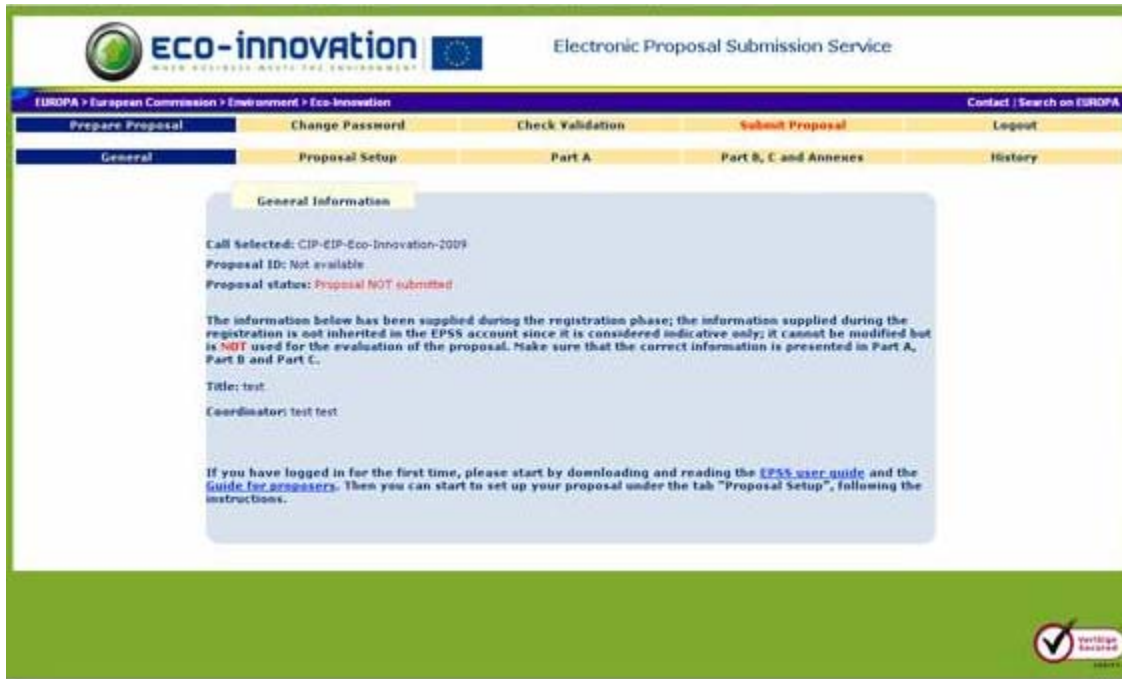 ECO-innovation
WHEN BUSINESS MEETS THE ENVIRONMENT
Electronic Proposal Submission Service
EUROPA > European Commission > Environment > Eco-Innovation
Contact | Search on EUROPA
Prepare Proposal Change Password Check Validation Submit Proposal Logout
General Proposal Setup Part A Part B, C and Annexes History
General Information
Call Selected: CIP-EIP-Eco-Innovation-2009
Proposal ID: Not available
Proposal status: Proposal NOT submitted
The information below has been supplied during the registration phase; the information supplied during the
registration is not inherited in the EPSS account since it is considered indicative only; it cannot be modified but
is NOT used for the evaluation of the proposal. Make sure that the correct information is presented in Part A,
Part B and Part C.
Title: test
Coordinator: test test
If you have logged in for the first time, please start by downloading and reading the EPSS user guide and the
Guide for proposers. Then you can start to set up your proposal under the tab "Proposal Setup", following the
instructions.
VeriSign
Secured